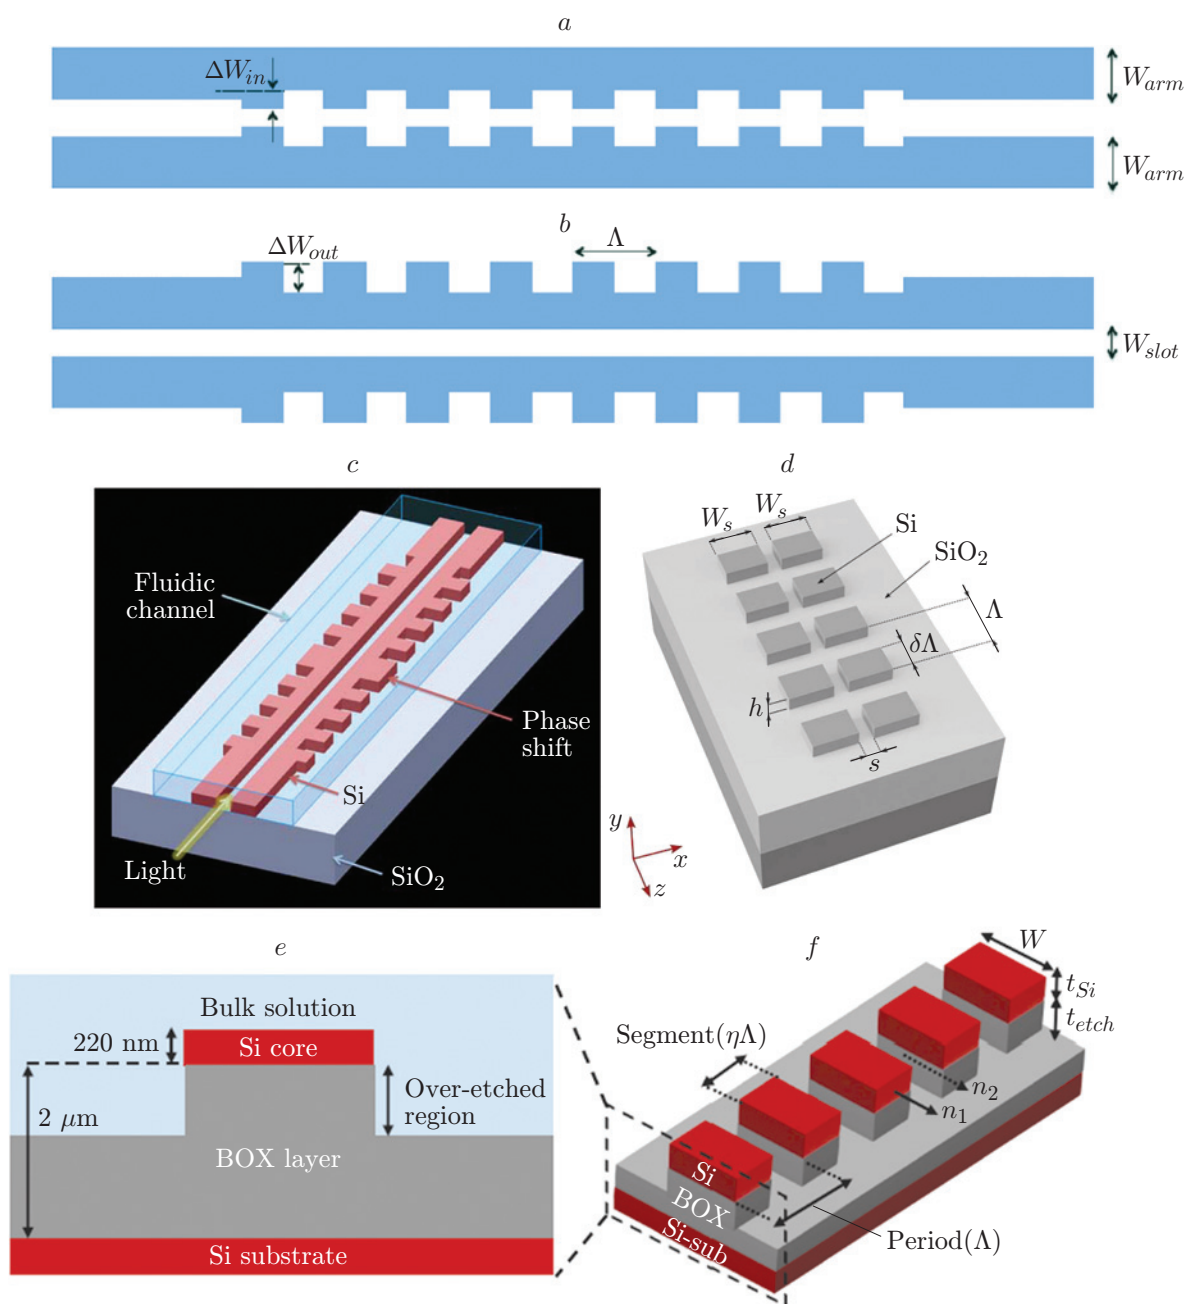 a
ΔW_in
W_arm
W_arm
b
ΔW_out
Λ
W_slot
c
Fluidic
channel
Phase
shift
Si
Light
SiO₂
d
W_s
W_s
Si
SiO₂
Λ
δΛ
h
s
y
x
z
e
Bulk solution
220 nm
Si core
2 μm
Over-etched
region
BOX layer
Si substrate
f
W
t_Si
t_etch
Segment(ηΛ)
n₂
n₁
Si
BOX
Si-sub
Period(Λ)